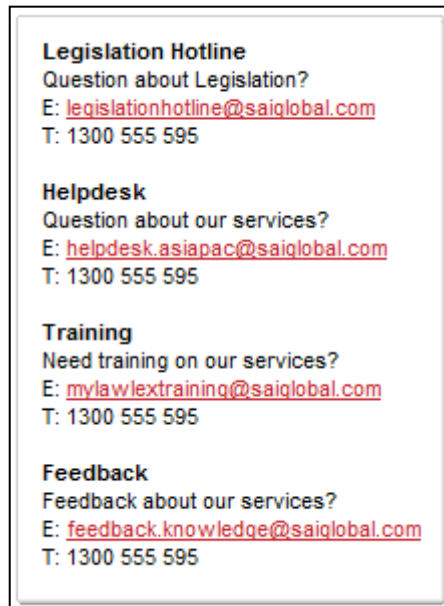 Legislation Hotline
Question about Legislation?
E: legislationhotline@saiglobal.com
T: 1300 555 595
Helpdesk
Question about our services?
E: helpdesk.asiapac@saiglobal.com
T: 1300 555 595
Training
Need training on our services?
E: mylawlextraining@saiglobal.com
T: 1300 555 595
Feedback
Feedback about our services?
E: feedback.knowledge@saiglobal.com
T: 1300 555 595